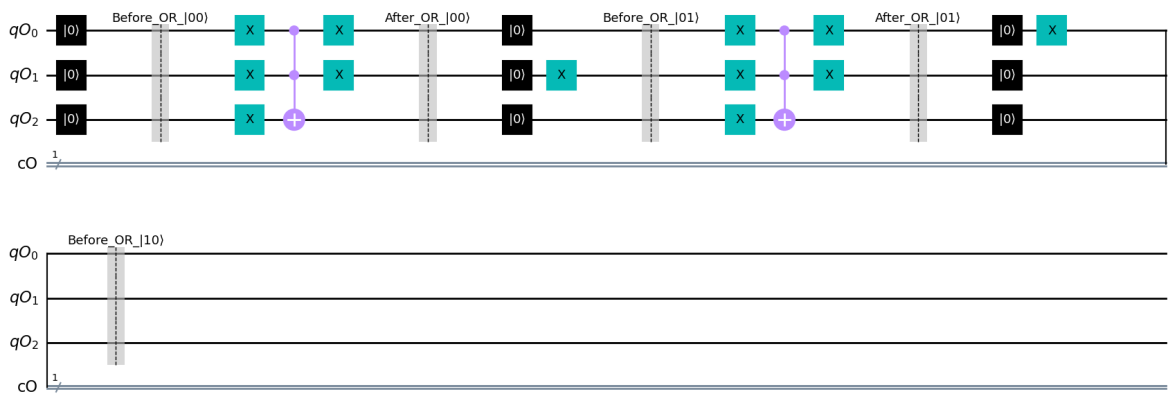 Before_OR_|00⟩ After_OR_|00⟩ Before_OR_|01⟩ After_OR_|01⟩
qO₀ |0⟩ X X |0⟩ X X |0⟩ X
qO₁ |0⟩ X X |0⟩ X X X |0⟩
qO₂ |0⟩ X |0⟩ X |0⟩
1
cO
Before_OR_|10⟩
qO₀
qO₁
qO₂
1
cO